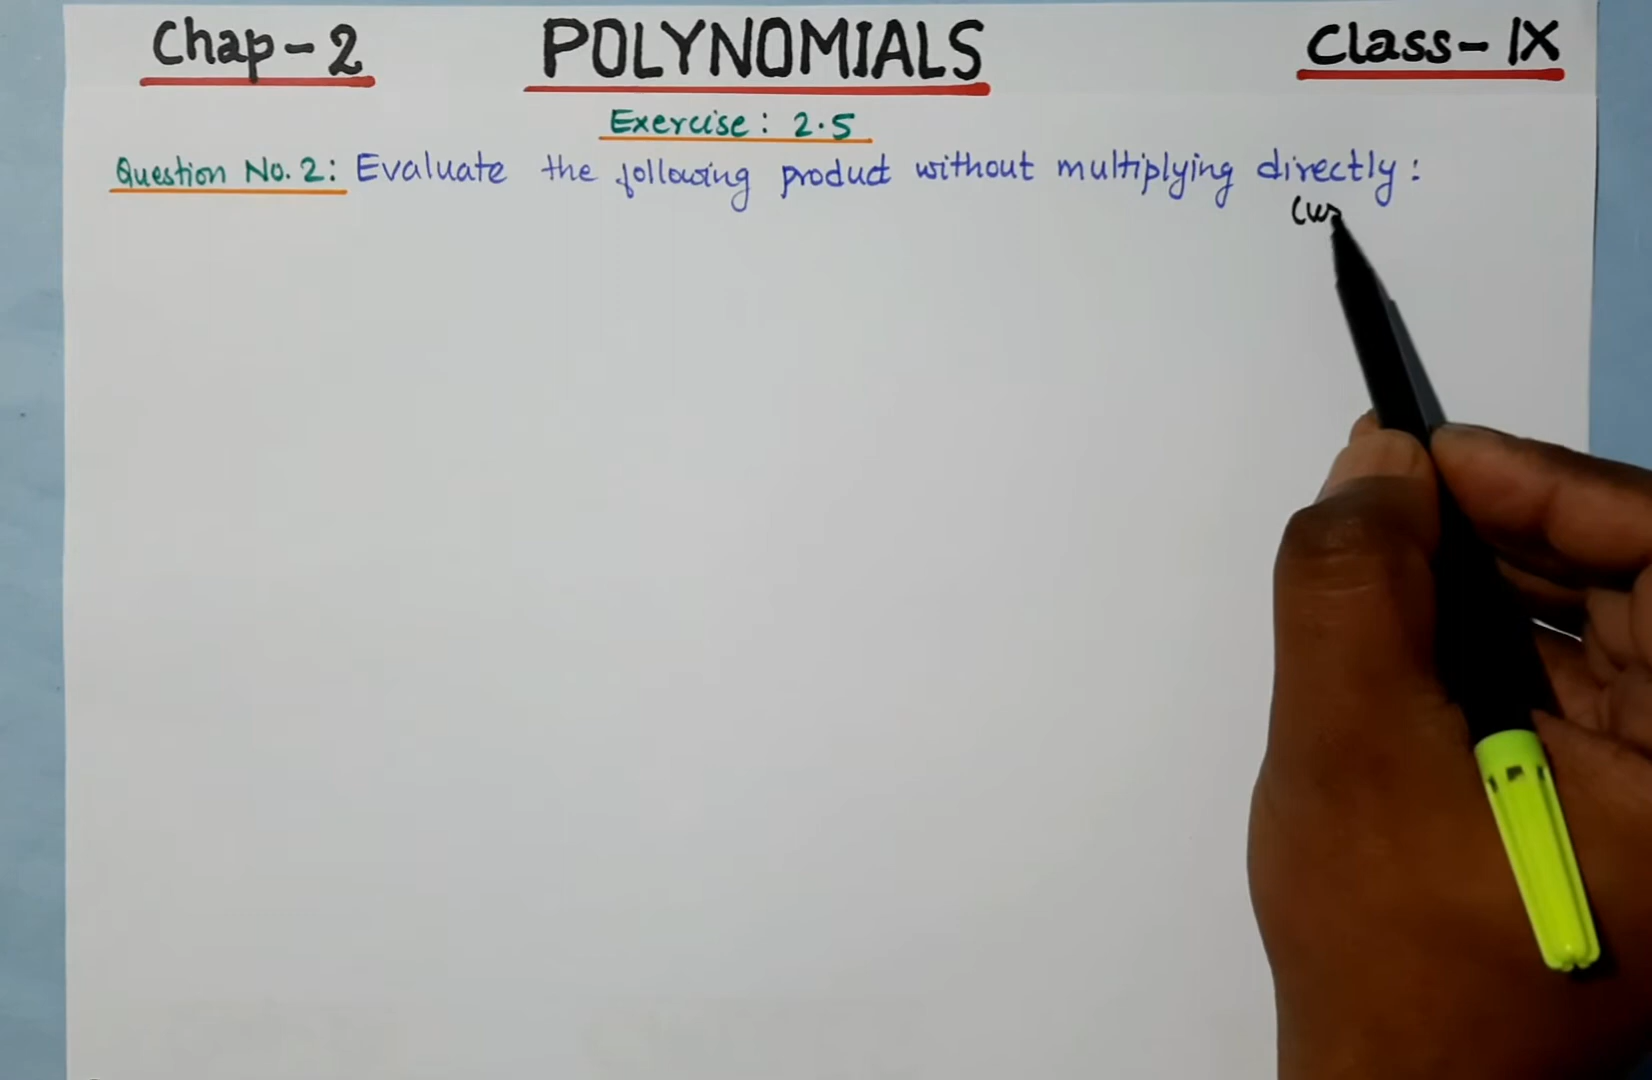 Chap-2 POLYNOMIALS Class-IX
Exercise: 2.5
Question No. 2: Evaluate the following product without multiplying directly: